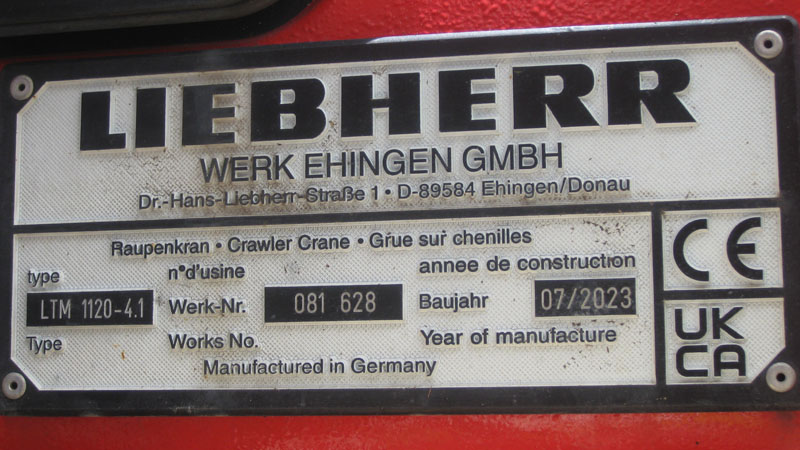 LIEBHERR
WERK EHINGEN GMBH
Dr.-Hans-Liebherr-Straße 1 • D-89584 Ehingen/Donau
Raupenkran • Crawler Crane • Grue sur chenilles
type n°d'usine annee de construction
LTM 1120-4.1 Werk-Nr. 081 628 Baujahr 07/2023
Type Works No. Year of manufacture
Manufactured in Germany
CE
UK
CA